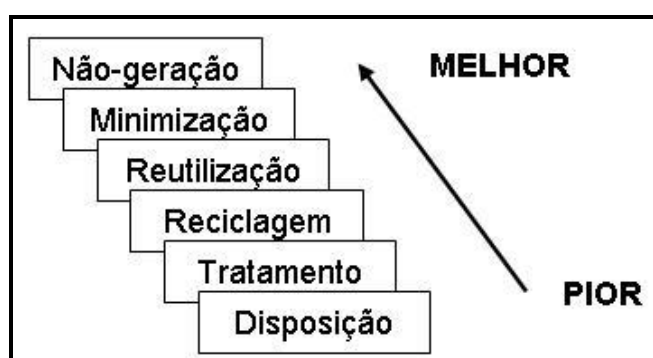 Não-geração
MELHOR
Minimização
Reutilização
Reciclagem
Tratamento
PIOR
Disposição